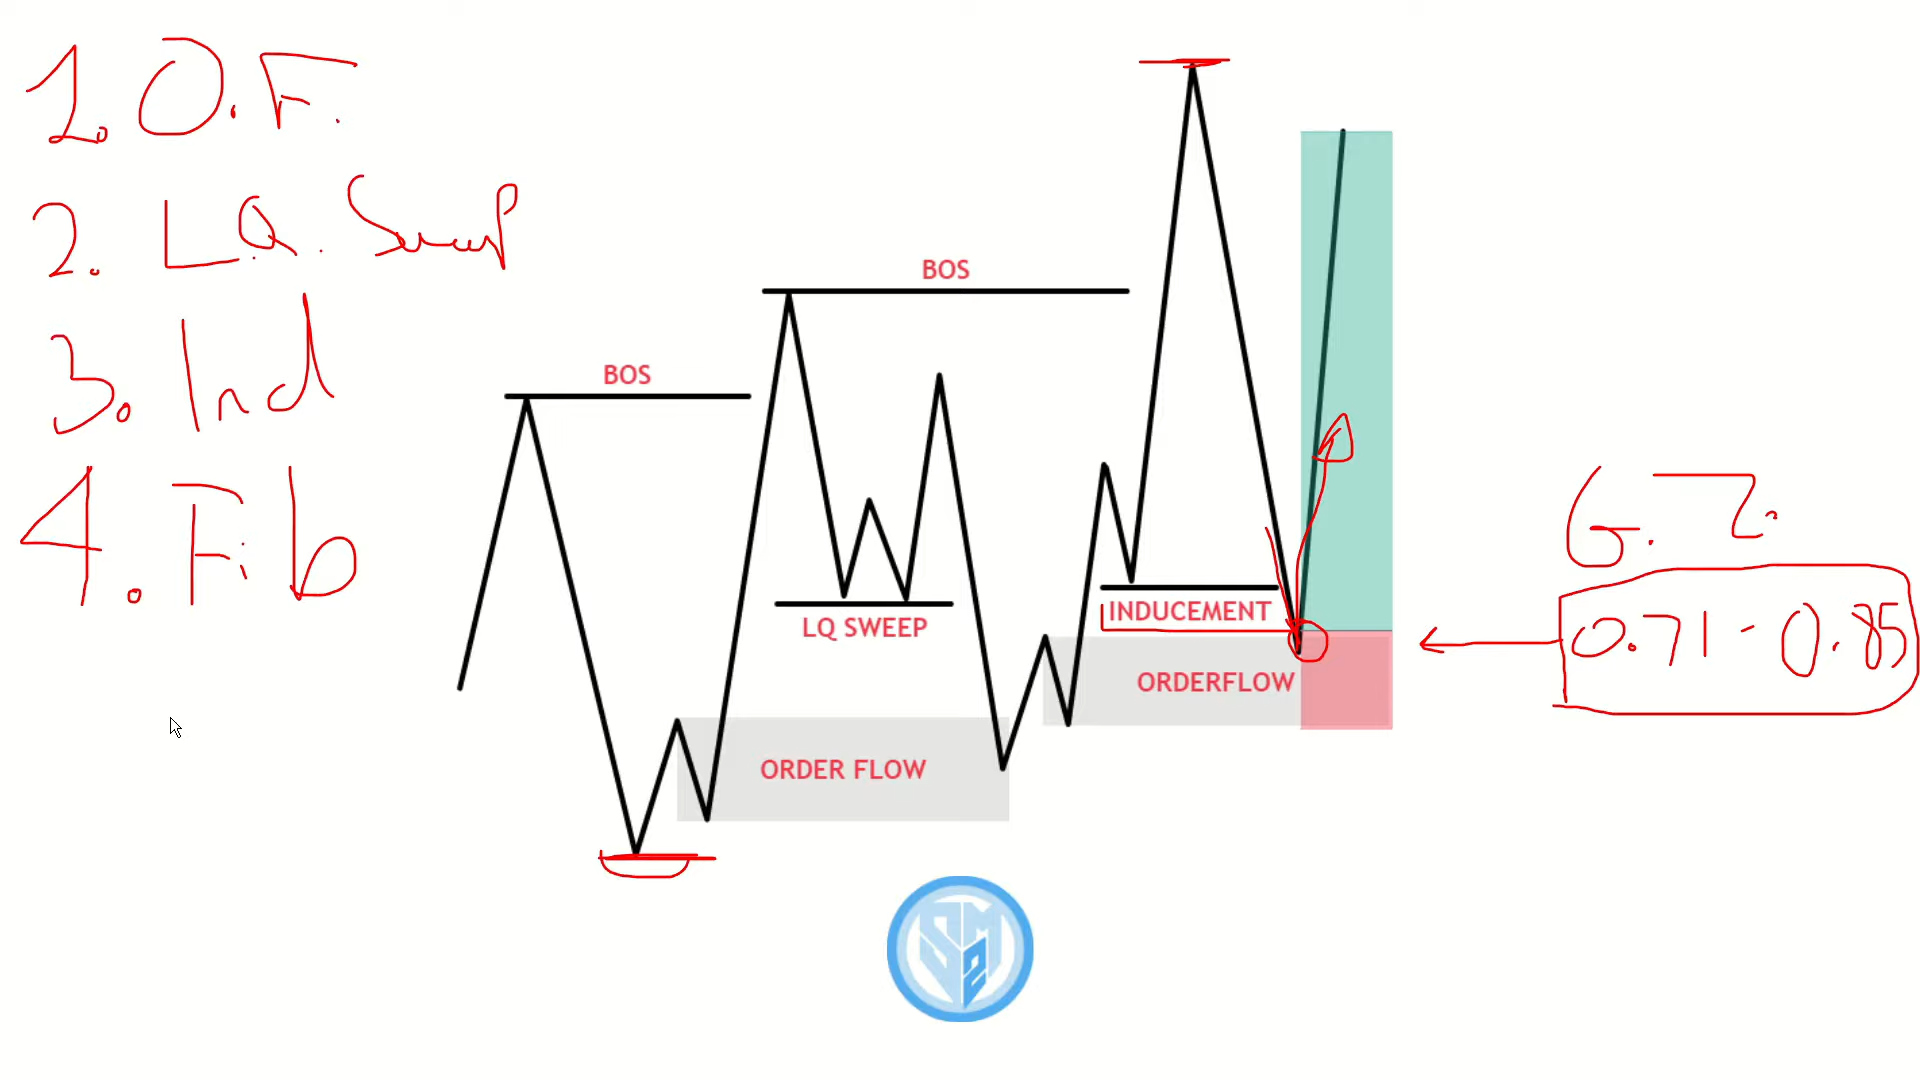 1. O.F.
2. LQ. Sweep
3. Ind
4. Fib
BOS
BOS
LQ SWEEP
INDUCEMENT
ORDERFLOW
ORDER FLOW
G.Z.
0.71 - 0.85